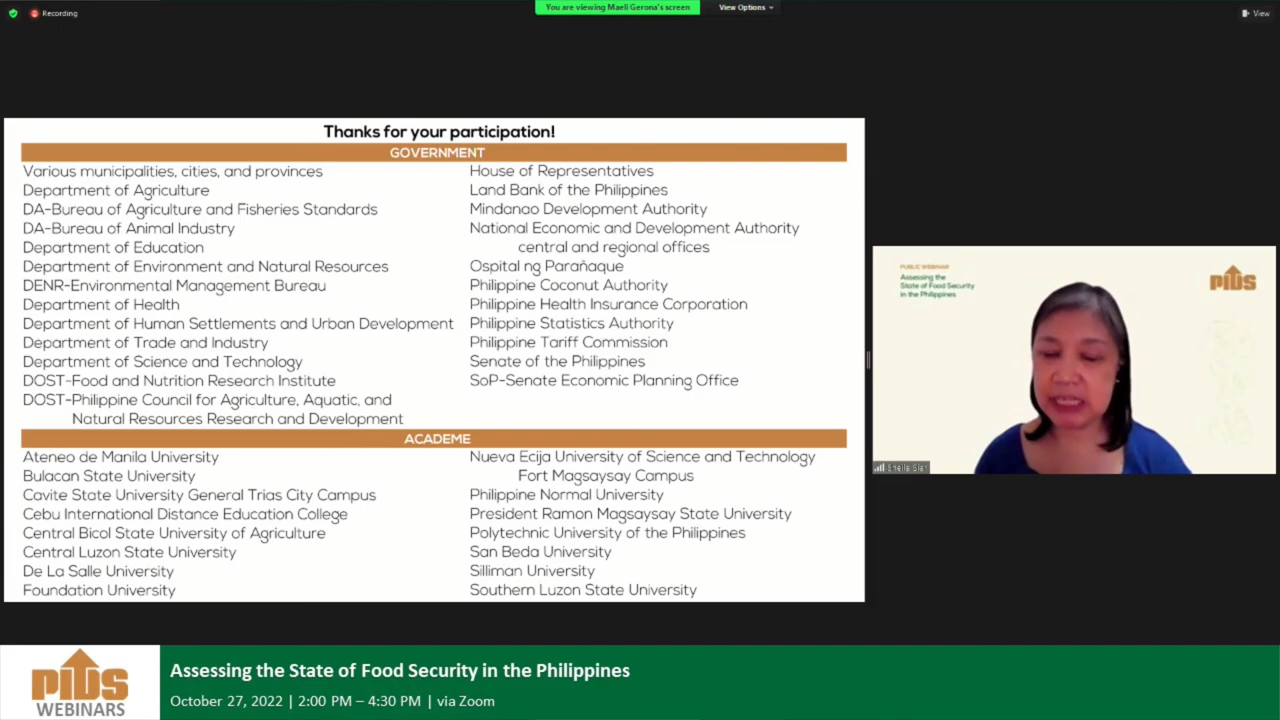 Recording
You are viewing Maeli Gerona's screen
View Options
View
Thanks for your participation!
GOVERNMENT
Various municipalities, cities, and provinces
Department of Agriculture
DA-Bureau of Agriculture and Fisheries Standards
DA-Bureau of Animal Industry
Department of Education
Department of Environment and Natural Resources
DENR-Environmental Management Bureau
Department of Health
Department of Human Settlements and Urban Development
Department of Trade and Industry
Department of Science and Technology
DOST-Food and Nutrition Research Institute
DOST-Philippine Council for Agriculture, Aquatic, and
Natural Resources Research and Development
House of Representatives
Land Bank of the Philippines
Mindanao Development Authority
National Economic and Development Authority
central and regional offices
Ospital ng Parañaque
Philippine Coconut Authority
Philippine Health Insurance Corporation
Philippine Statistics Authority
Philippine Tariff Commission
Senate of the Philippines
SoP-Senate Economic Planning Office
ACADEME
Ateneo de Manila University
Bulacan State University
Cavite State University General Trias City Campus
Cebu International Distance Education College
Central Bicol State University of Agriculture
Central Luzon State University
De La Salle University
Foundation University
Nueva Ecija University of Science and Technology
Fort Magsaysay Campus
Philippine Normal University
President Ramon Magsaysay State University
Polytechnic University of the Philippines
San Beda University
Silliman University
Southern Luzon State University
PUBLIC WEBINAR
Assessing the
State of Food Security
in the Philippines
PIDS
Sheila Siar
PIDS
WEBINARS
Assessing the State of Food Security in the Philippines
October 27, 2022 | 2:00 PM – 4:30 PM | via Zoom